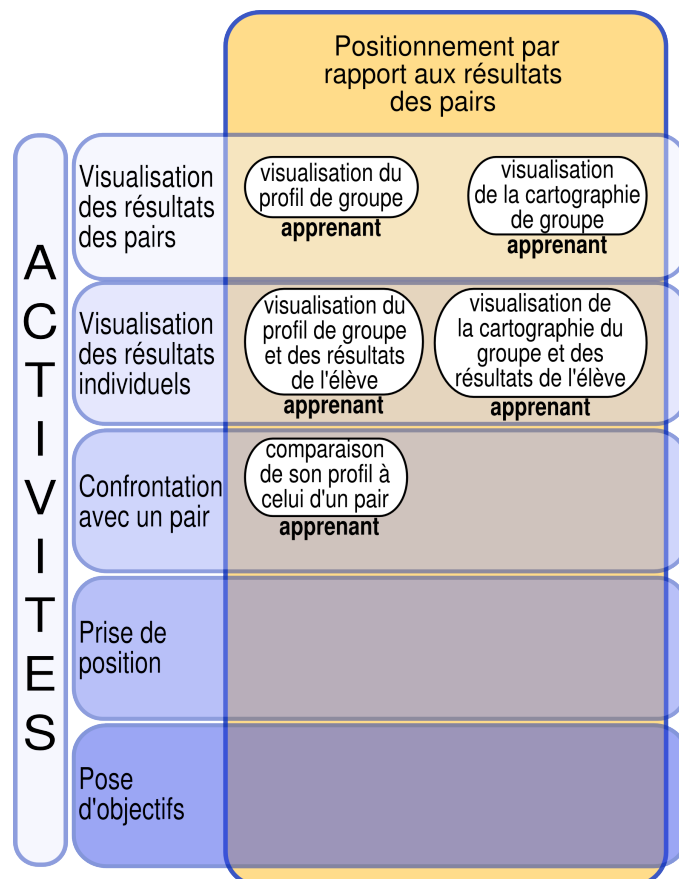 Positionnement par
rapport aux résultats
des pairs
ACTIVITES
Visualisation
des résultats
des pairs
visualisation du
profil de groupe
apprenant
visualisation
de la cartographie
de groupe
apprenant
Visualisation
des résultats
individuels
visualisation du
profil de groupe
et des résultats
de l'élève
apprenant
visualisation de
la cartographie du
groupe et des
résultats de l'élève
apprenant
Confrontation
avec un pair
comparaison
de son profil à
celui d'un pair
apprenant
Prise de
position
Pose
d'objectifs